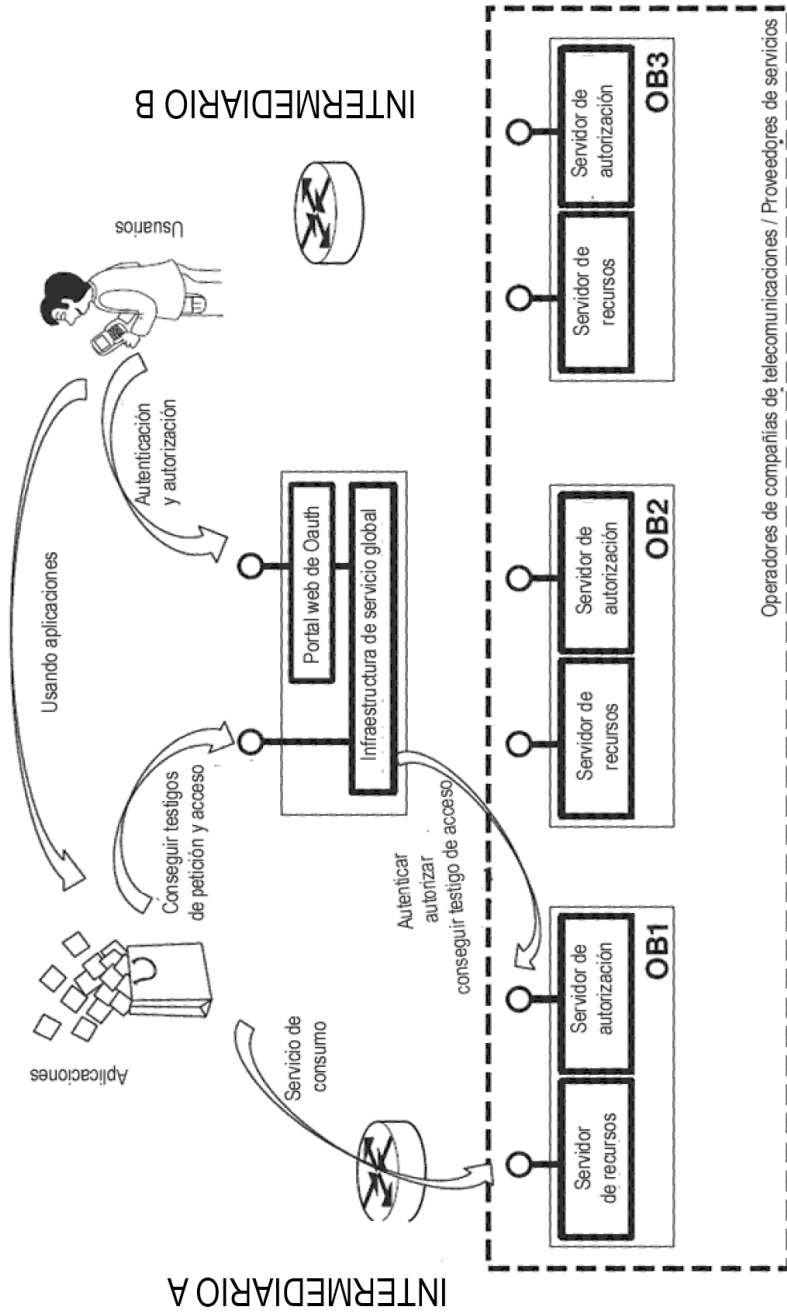 Aplicaciones
Usuarios
Usando aplicaciones
Conseguir testigos
de petición y acceso
Autenticación
y autorización
INTERMEDIARIO A
INTERMEDIARIO B
Servicio de
consumo
Portal web de Oauth
Infraestructura de servicio global
Autenticar
autorizar
conseguir testigo de acceso
Servidor
de recursos
Servidor de
autorización
OB1
Servidor de
recursos
Servidor de
autorización
OB2
Servidor de
recursos
Servidor de
autorización
OB3
Operadores de compañías de telecomunicaciones / Proveedores de servicios